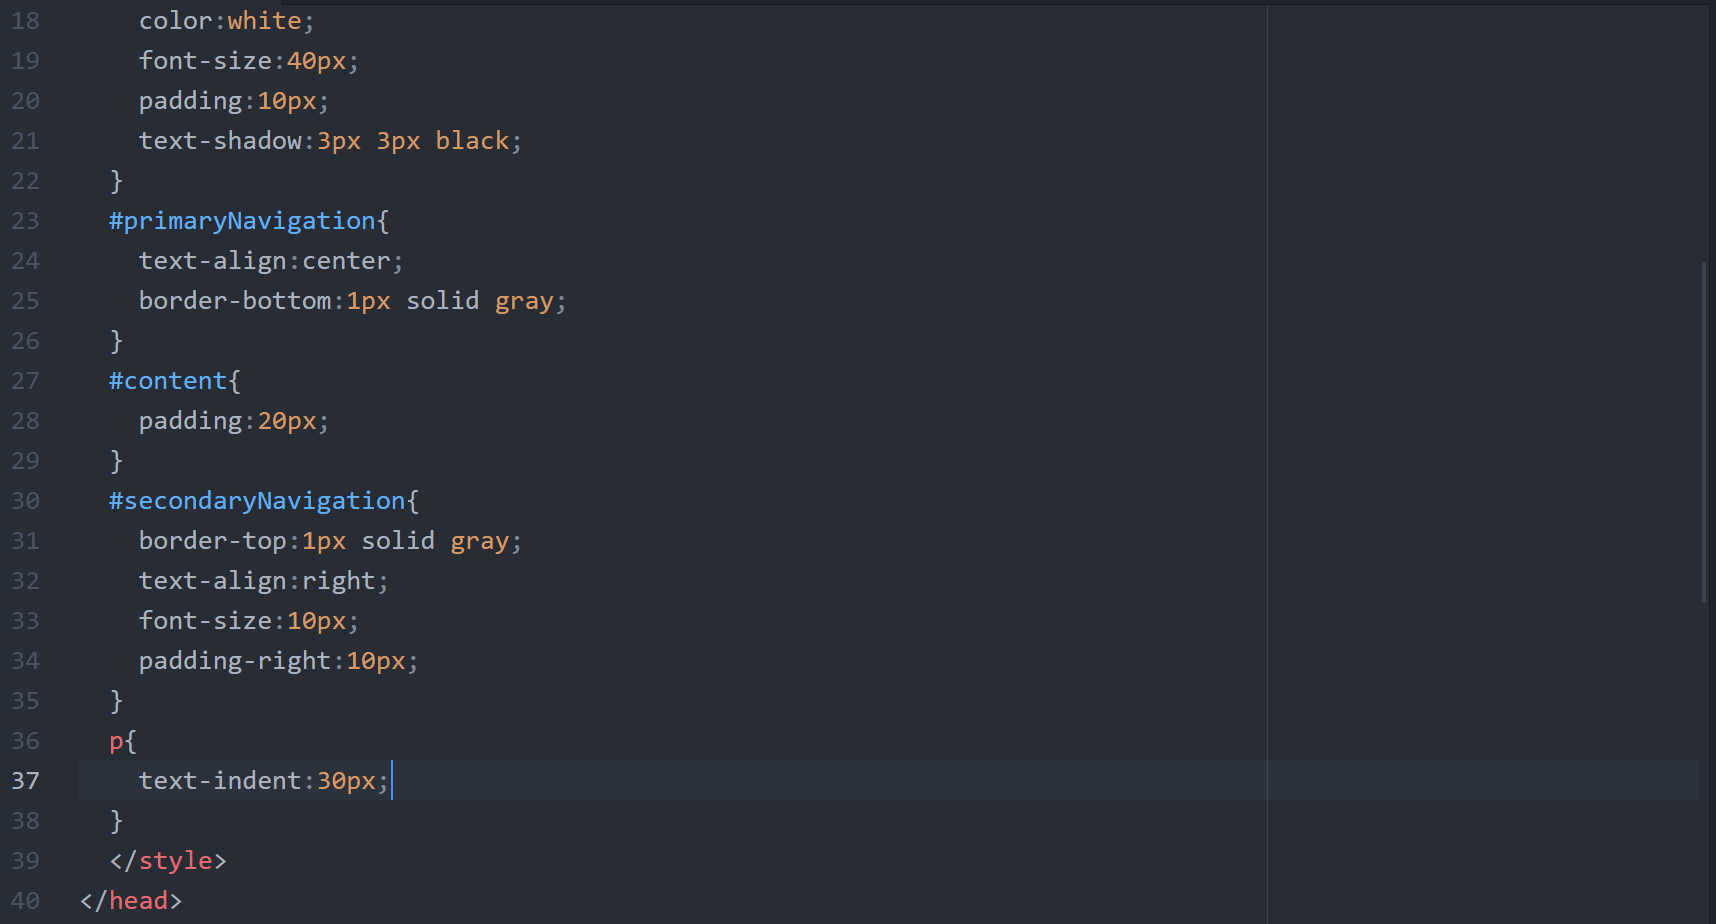 18 color:white;
19 font-size:40px;
20 padding:10px;
21 text-shadow:3px 3px black;
22 }
23 #primaryNavigation{
24 text-align:center;
25 border-bottom:1px solid gray;
26 }
27 #content{
28 padding:20px;
29 }
30 #secondaryNavigation{
31 border-top:1px solid gray;
32 text-align:right;
33 font-size:10px;
34 padding-right:10px;
35 }
36 p{
37 text-indent:30px;
38 }
39 </style>
40 </head>